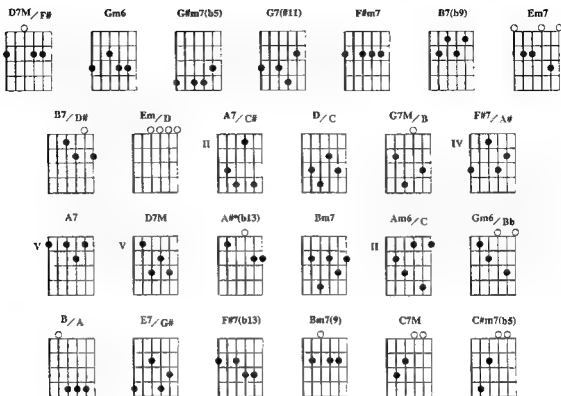 D7M/F# Gm6 G#m7(b5) G7(#11) F#m7 B7(b9) Em7
B7/D# Em/D A7/C# D/C G7M/B F#7/A#
II IV
A7 D7M A#°(b13) Bm7 Am6/C Gm6/Bb
V V II
B/A E7/G# F#7(b13) Bm7(9) C7M C#m7(b5)